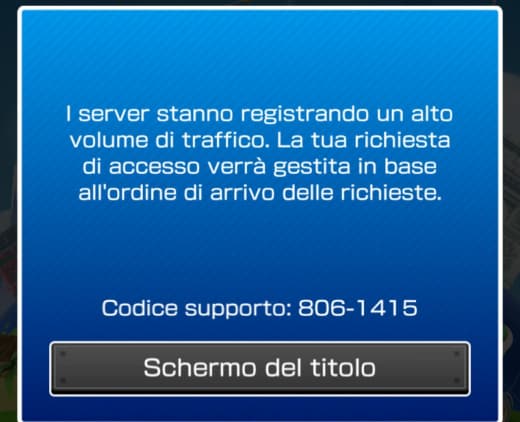 I server stanno registrando un alto
volume di traffico. La tua richiesta
di accesso verrà gestita in base
all'ordine di arrivo delle richieste.
Codice supporto: 806-1415
Schermo del titolo